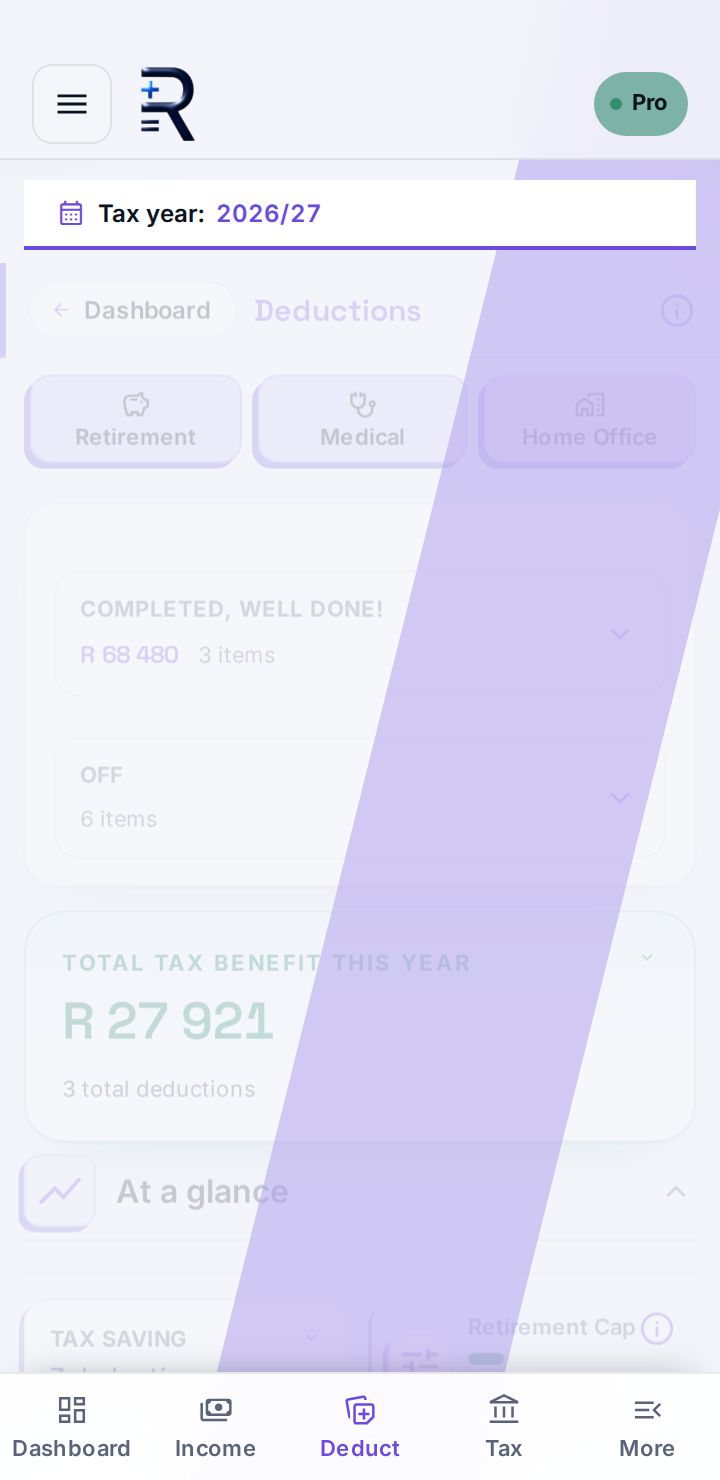 Pro
Tax year: 2026/27
Dashboard
Deductions
Retirement
Medical
Home Office
COMPLETED, WELL DONE!
R 68 480 3 items
OFF
6 items
TOTAL TAX BENEFIT THIS YEAR
R 27 921
3 total deductions
At a glance
TAX SAVING
Retirement Cap
Dashboard
Income
Deduct
Tax
More